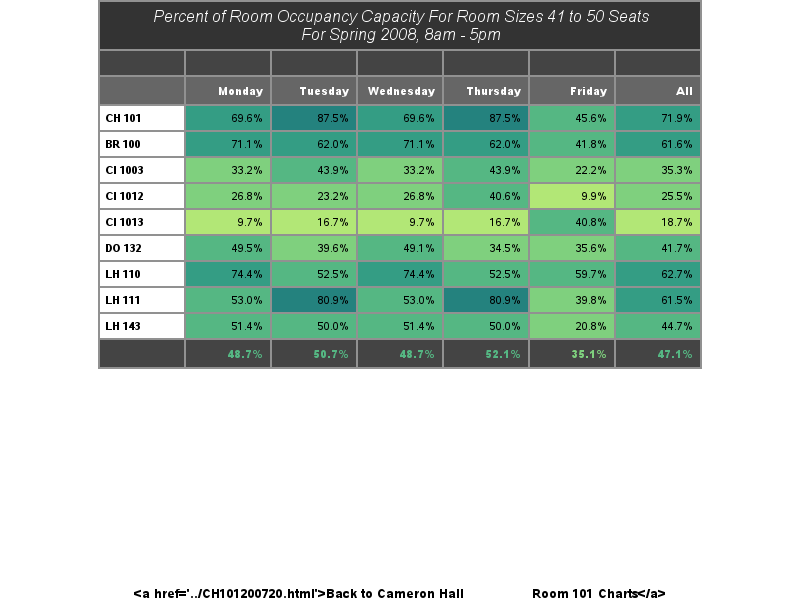 Percent of Room Occupancy Capacity For Room Sizes 41 to 50 Seats
For Spring 2008, 8am - 5pm
Monday Tuesday Wednesday Thursday Friday All
CH 101 69.6% 87.5% 69.6% 87.5% 45.6% 71.9%
BR 100 71.1% 62.0% 71.1% 62.0% 41.8% 61.6%
CI 1003 33.2% 43.9% 33.2% 43.9% 22.2% 35.3%
CI 1012 26.8% 23.2% 26.8% 40.6% 9.9% 25.5%
CI 1013 9.7% 16.7% 9.7% 16.7% 40.8% 18.7%
DO 132 49.5% 39.6% 49.1% 34.5% 35.6% 41.7%
LH 110 74.4% 52.5% 74.4% 52.5% 59.7% 62.7%
LH 111 53.0% 80.9% 53.0% 80.9% 39.8% 61.5%
LH 143 51.4% 50.0% 51.4% 50.0% 20.8% 44.7%
48.7% 50.7% 48.7% 52.1% 35.1% 47.1%
<a href='../CH101200720.html'>Back to Cameron Hall Room 101 Charts</a>